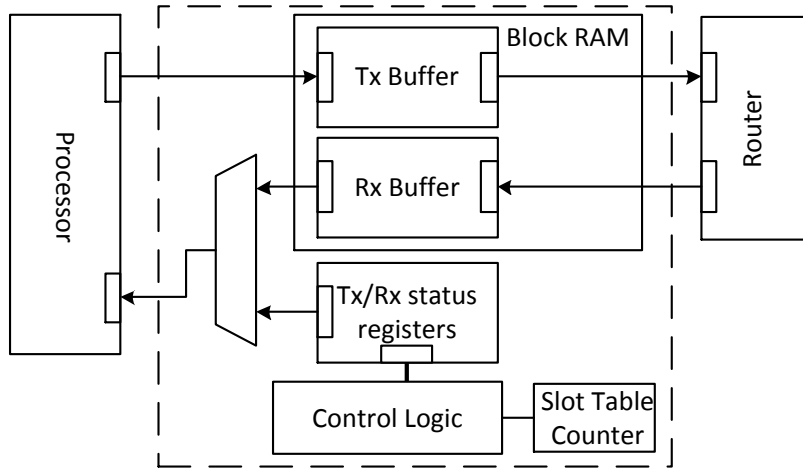 Block RAM
Tx Buffer
Processor
Router
Rx Buffer
Tx/Rx status
registers
Control Logic
Slot Table
Counter